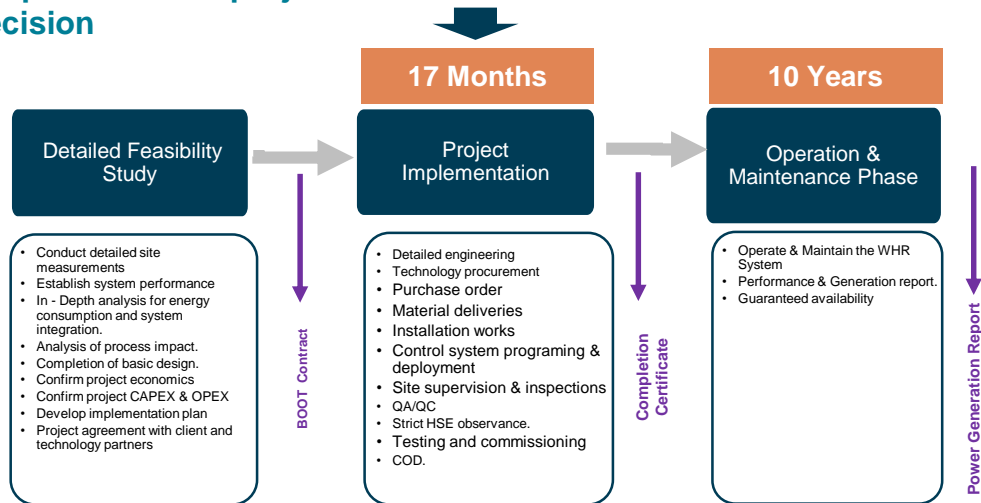 ecision
17 Months
10 Years
Detailed Feasibility
Study
Project
Implementation
Operation &
Maintenance Phase
• Conduct detailed site
measurements
• Establish system performance
• In - Depth analysis for energy
consumption and system
integration.
• Analysis of process impact.
• Completion of basic design.
• Confirm project economics
• Confirm project CAPEX & OPEX
• Develop implementation plan
• Project agreement with client and
technology partners
BOOT Contract
• Detailed engineering
• Technology procurement
• Purchase order
• Material deliveries
• Installation works
• Control system programing &
deployment
• Site supervision & inspections
• QA/QC
• Strict HSE observance.
• Testing and commissioning
• COD.
Completion
Certificate
• Operate & Maintain the WHR
System
• Performance & Generation report.
• Guaranteed availability
Power Generation Report